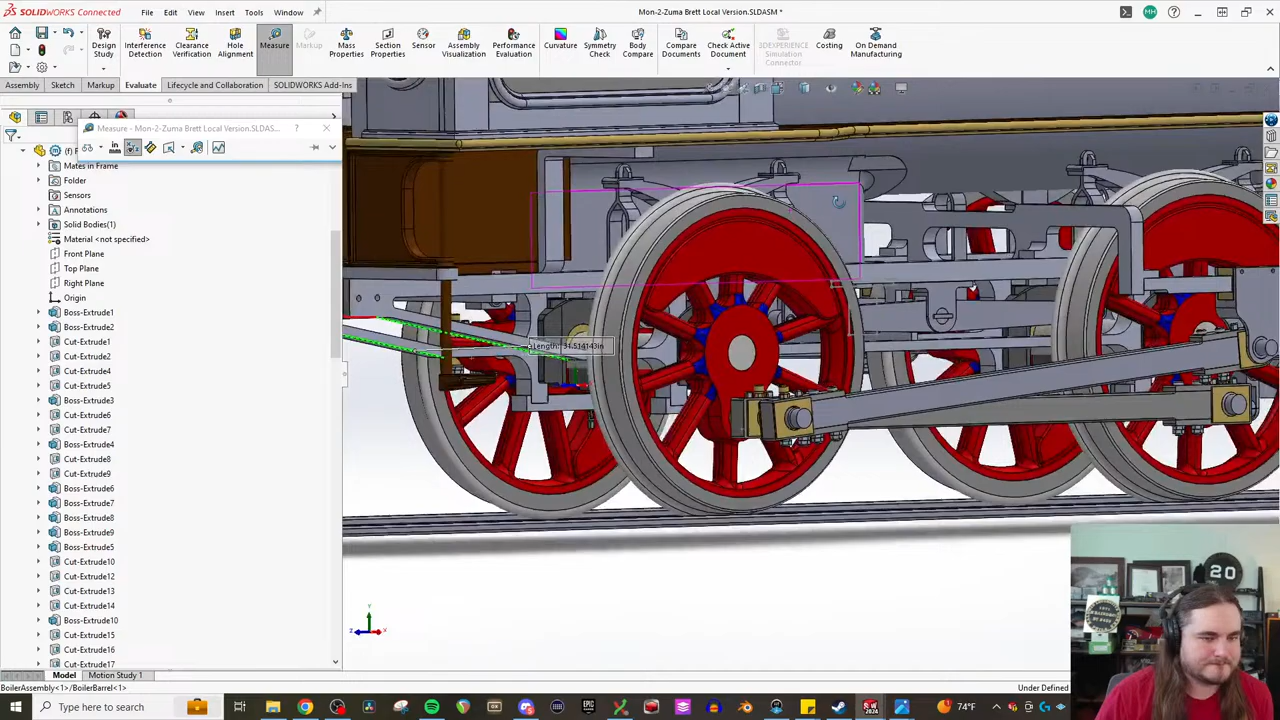 SOLIDWORKS Connected
File Edit View Insert Tools Window
Mon-2-Zuma Brett Local Version.SLDASM *
MH
Design Study
Interference Detection
Clearance Verification
Hole Alignment
Measure
Markup
Mass Properties
Section Properties
Sensor
Assembly Visualization
Performance Evaluation
Curvature
Symmetry Check
Body Compare
Compare Documents
Check Active Document
3DEXPERIENCE Simulation Connector
Costing
On Demand Manufacturing
Assembly Sketch Markup Evaluate Lifecycle and Collaboration SOLIDWORKS Add-Ins
Measure - Mon-2-Zuma Brett Local Version.SLDAS...
Mates in Frame
Folder
Sensors
Annotations
Solid Bodies(1)
Material <not specified>
Front Plane
Top Plane
Right Plane
Origin
Boss-Extrude1
Boss-Extrude2
Cut-Extrude1
Cut-Extrude2
Cut-Extrude4
Cut-Extrude5
Boss-Extrude3
Cut-Extrude6
Cut-Extrude7
Boss-Extrude4
Cut-Extrude8
Cut-Extrude9
Boss-Extrude6
Boss-Extrude7
Boss-Extrude8
Boss-Extrude9
Boss-Extrude5
Cut-Extrude10
Cut-Extrude12
Cut-Extrude13
Cut-Extrude14
Boss-Extrude10
Cut-Extrude15
Cut-Extrude16
Cut-Extrude17
Length: 31.514143in
20
Model Motion Study 1
BoilerAssembly<1>/BoilerBarrel<1>
Under Defined
Type here to search
74°F